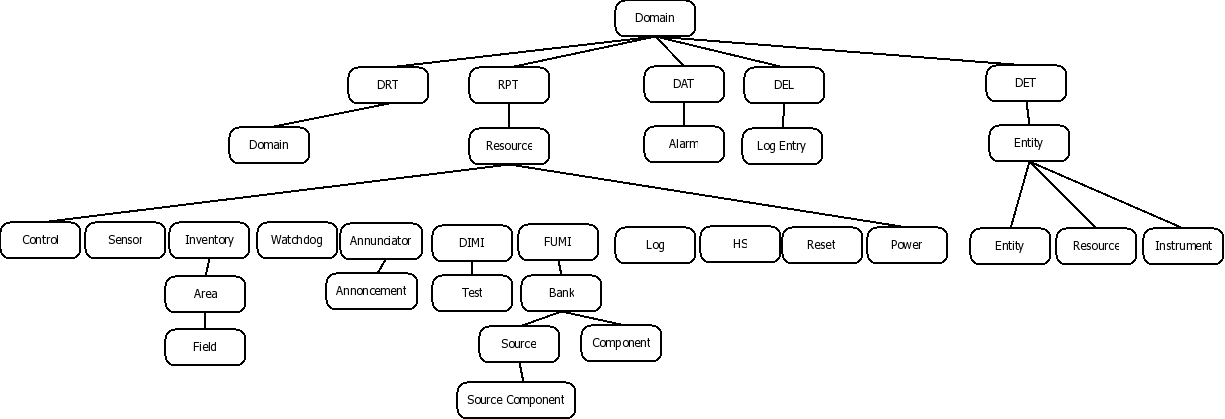 Domain
DRT
RPT
DAT
DEL
DET
Domain
Resource
Alarm
Log Entry
Entity
Control
Sensor
Inventory
Watchdog
Annunciator
DIMI
FUMI
Log
HS
Reset
Power
Entity
Resource
Instrument
Area
Annoncement
Test
Bank
Field
Source
Component
Source Component